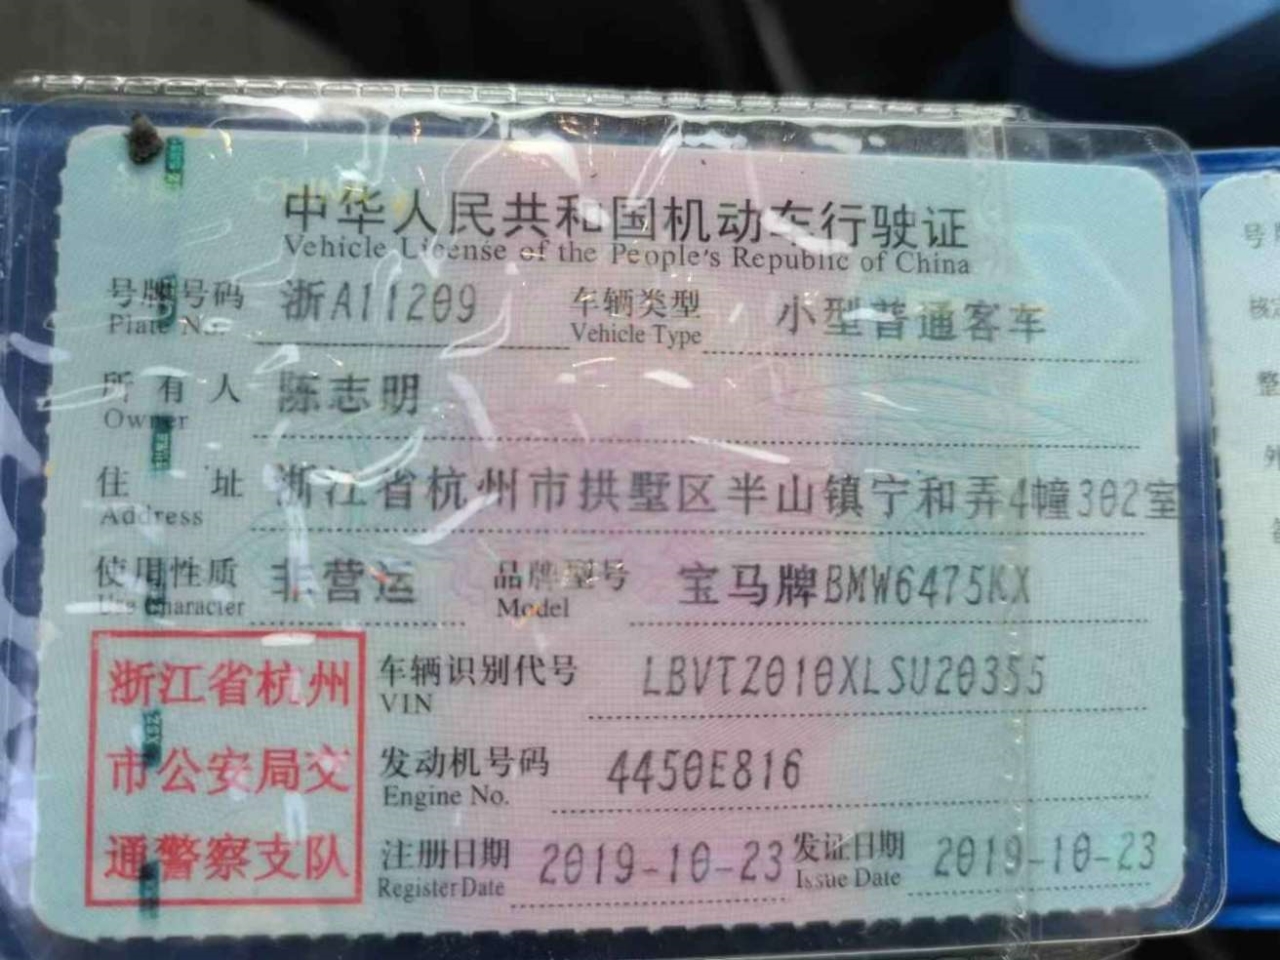 中华人民共和国机动车行驶证
Vehicle License of the People's Republic of China
号牌号码 浙A11209 车辆类型 小型普通客车
Plate No. Vehicle Type
所有人 陈志明
Owner
住址 浙江省杭州市拱墅区半山镇宁和弄4幢302室
Address
使用性质 非营运 品牌型号 宝马牌BMW6475KX
Use Character Model
浙江省杭州
市公安局交
通警察支队
车辆识别代号 LBVTZ010XLSU20355
VIN
发动机号码 4450E816
Engine No.
注册日期 2019-10-23 发证日期 2019-10-23
Register Date Issue Date
号
核
整